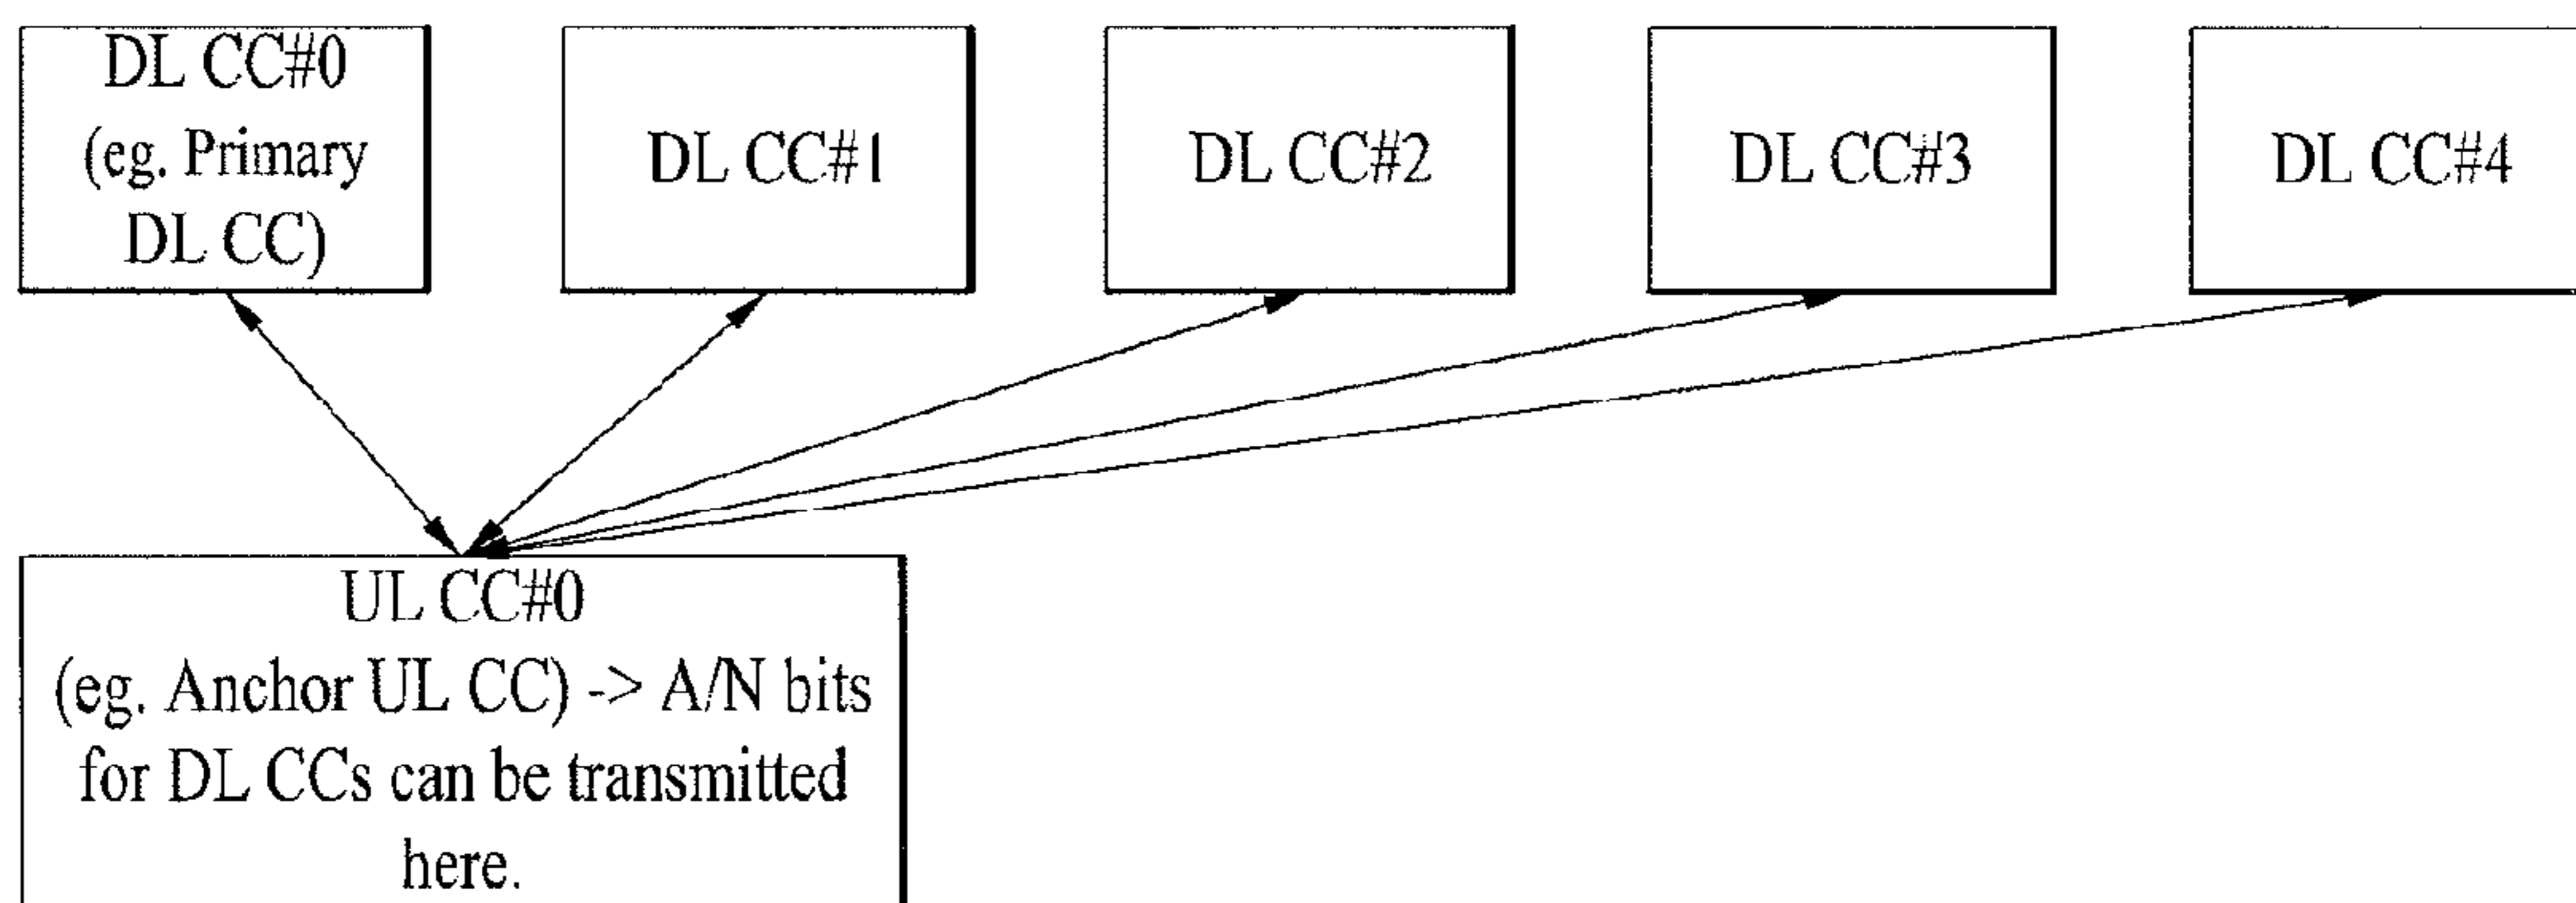 DL CC#0
(eg. Primary
DL CC)
DL CC#1
DL CC#2
DL CC#3
DL CC#4
UL CC#0
(eg. Anchor UL CC) -> A/N bits
for DL CCs can be transmitted
here.